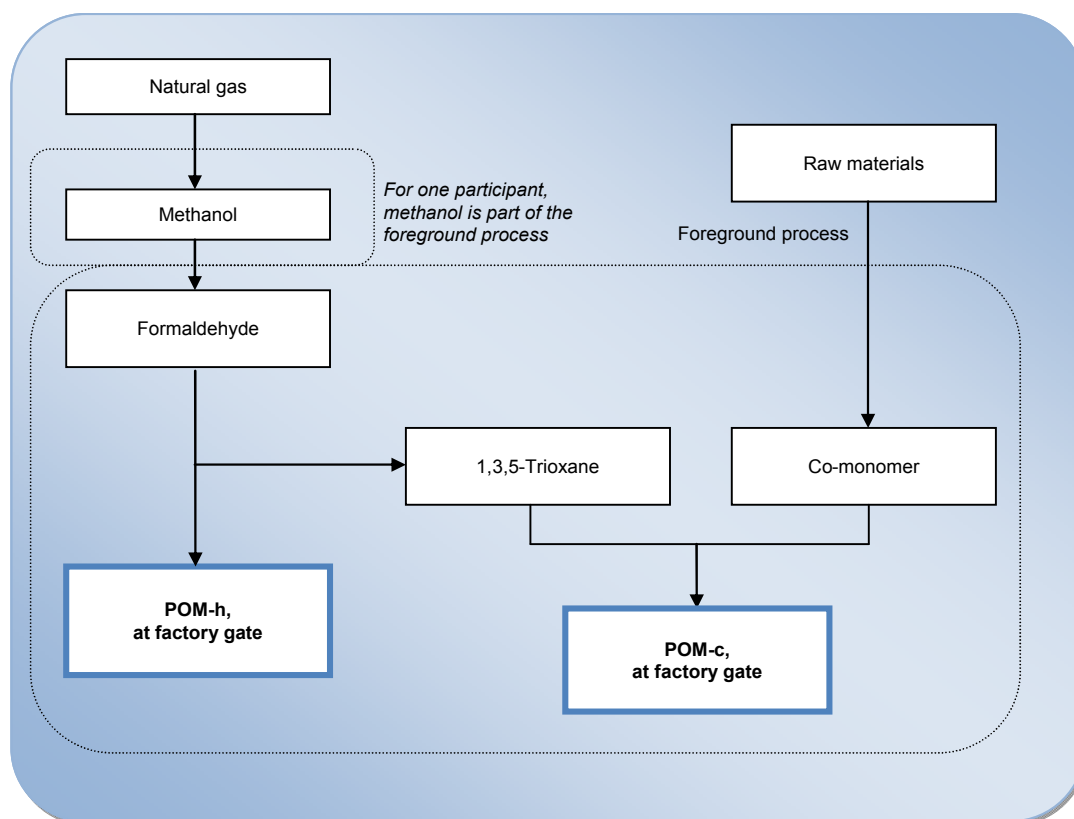 Natural gas
Raw materials
Methanol
For one participant,
methanol is part of the
foreground process
Foreground process
Formaldehyde
1,3,5-Trioxane
Co-monomer
POM-h,
at factory gate
POM-c,
at factory gate